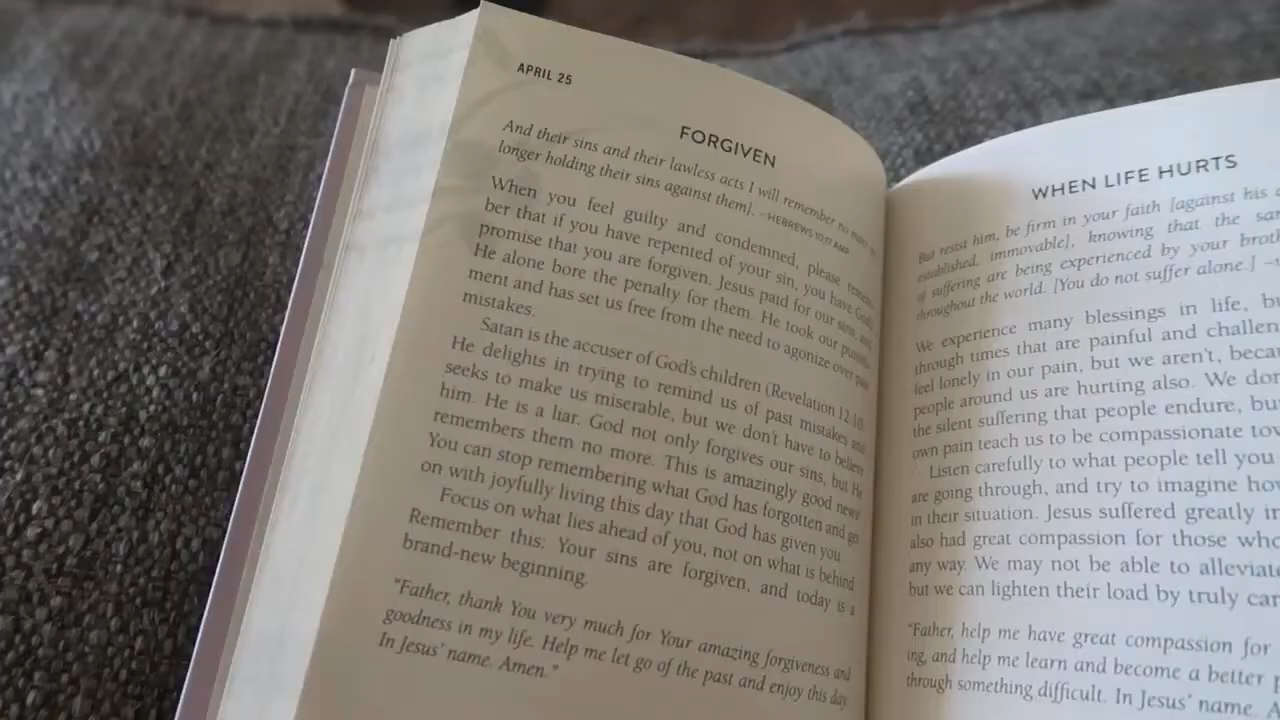 APRIL 25
FORGIVEN
And their sins and their lawless acts I will remember no more [no
longer holding their sins against them]. –HEBREWS 10:17 AMP
When you feel guilty and condemned, please remem-
ber that if you have repented of your sin, you have God's
promise that you are forgiven. Jesus paid for our sins, and
He alone bore the penalty for them. He took our punish-
ment and has set us free from the need to agonize over past
mistakes.
Satan is the accuser of God's children (Revelation 12:10).
He delights in trying to remind us of past mistakes and
seeks to make us miserable, but we don't have to believe
him. He is a liar. God not only forgives our sins, but He
remembers them no more. This is amazingly good news!
You can stop remembering what God has forgotten and get
on with joyfully living this day that God has given you.
Focus on what lies ahead of you, not on what is behind.
Remember this: Your sins are forgiven, and today is a
brand-new beginning.
"Father, thank You very much for Your amazing forgiveness and
goodness in my life. Help me let go of the past and enjoy this day.
In Jesus' name. Amen."
WHEN LIFE HURTS
But resist him, be firm in your faith [against his
established, immovable], knowing that the
of suffering are being experienced by your
throughout the world. [You do not suffer alone.]
We experience many blessings in life,
through times that are painful and
feel lonely in our pain, but we aren't,
people around us are hurting also. We
the silent suffering that people endure,
own pain teach us to be compassionate
Listen carefully to what people tell you
are going through, and try to imagine
in their situation. Jesus suffered greatly
also had great compassion for those
any way. We may not be able to
but we can lighten their load by truly
"Father, help me have great compassion for
ing, and help me learn and become a better
through something difficult. In Jesus' name.